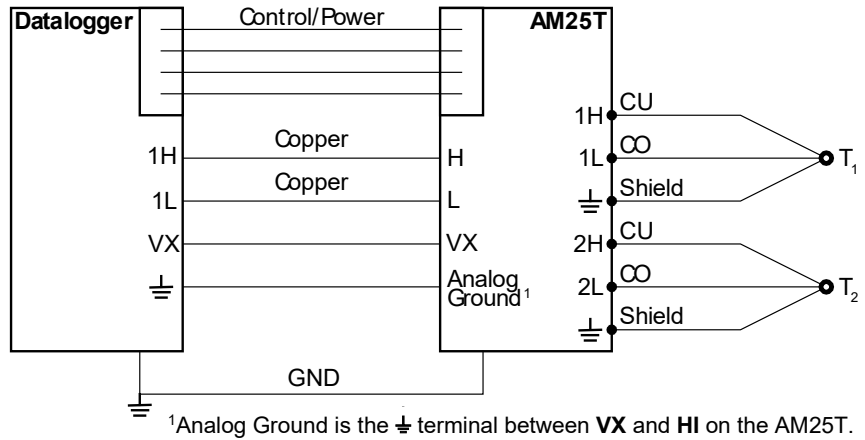 Datalogger
Control/Power
AM25T
1H
Copper
H
1L
Copper
L
VX
VX
Analog
Ground¹
GND
1H
CU
1L
CO
T₁
Shield
2H
CU
2L
CO
T₂
Shield
¹Analog Ground is the ⏚ terminal between VX and HI on the AM25T.